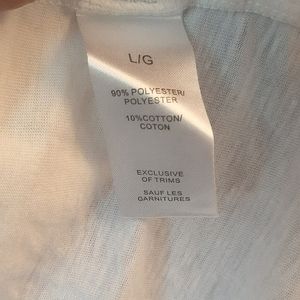 L/G
90% POLYESTER/
POLYESTER
10%COTTON/
COTON
EXCLUSIVE
OF TRIMS
SAUF LES
GARNITURES